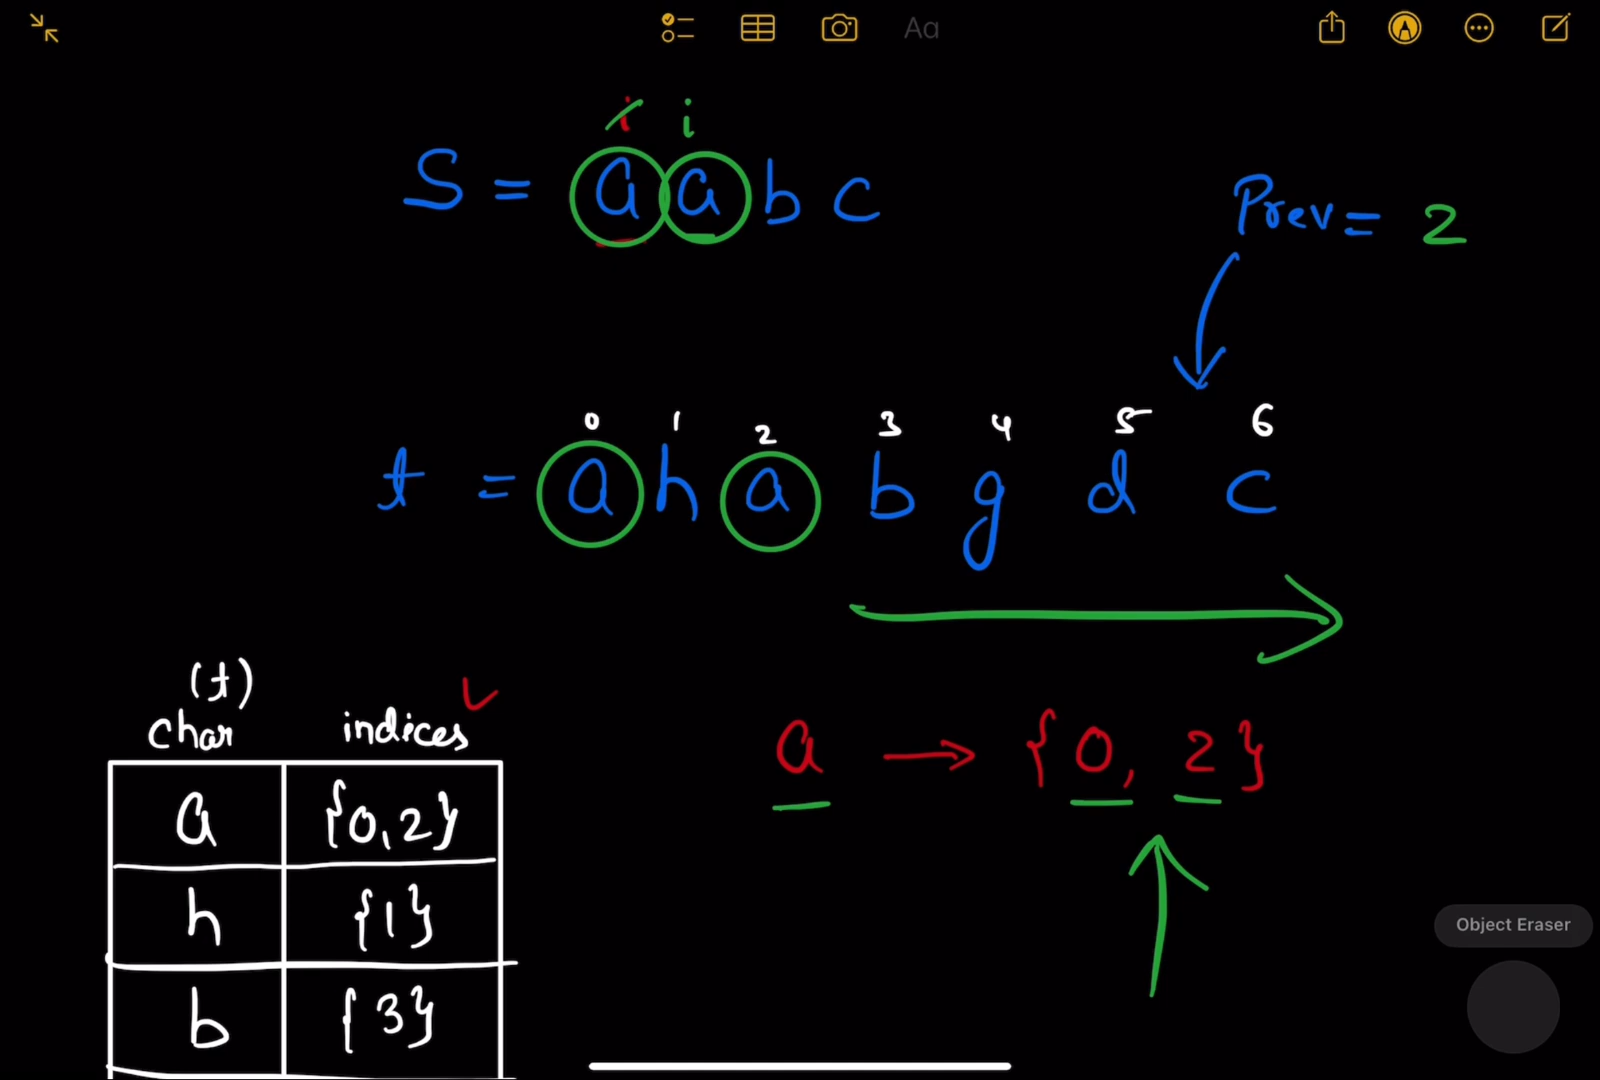 Aa
i i
S = a a b c
Prev = 2
0 1 2 3 4 5 6
t = a h a b g d c
(t)
char indices
a → {0, 2}
a {0,2}
h {1}
b {3}
Object Eraser